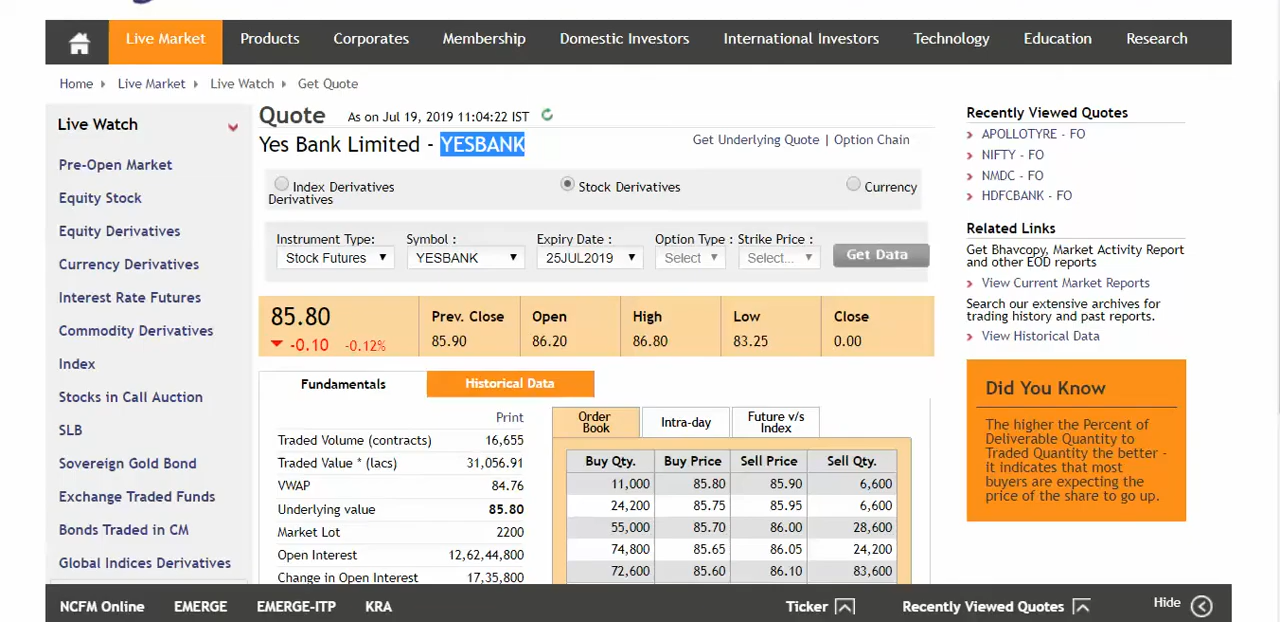 Live Market Products Corporates Membership Domestic Investors International Investors Technology Education Research
Home Live Market Live Watch Get Quote
Live Watch
Pre-Open Market
Equity Stock
Equity Derivatives
Currency Derivatives
Interest Rate Futures
Commodity Derivatives
Index
Stocks in Call Auction
SLB
Sovereign Gold Bond
Exchange Traded Funds
Bonds Traded in CM
Global Indices Derivatives
Quote As on Jul 19, 2019 11:04:22 IST
Yes Bank Limited - YESBANK
Get Underlying Quote | Option Chain
Index Derivatives Stock Derivatives Currency
Derivatives
Instrument Type: Symbol : Expiry Date : Option Type : Strike Price :
Stock Futures YESBANK 25JUL2019 Select Select... Get Data
85.80 Prev. Close Open High Low Close
-0.10 -0.12% 85.90 86.20 86.80 83.25 0.00
Fundamentals Historical Data
Print
Traded Volume (contracts) 16,655
Traded Value * (lacs) 31,056.91
VWAP 84.76
Underlying value 85.80
Market Lot 2200
Open Interest 12,62,44,800
Change in Open Interest 17,35,800
Order
Book
Intra-day
Future v/s
Index
Buy Qty. Buy Price Sell Price Sell Qty.
11,000 85.80 85.90 6,600
24,200 85.75 85.95 6,600
55,000 85.70 86.00 28,600
74,800 85.65 86.05 24,200
72,600 85.60 86.10 83,600
Recently Viewed Quotes
APOLLOTYRE - FO
NIFTY - FO
NMDC - FO
HDFCBANK - FO
Related Links
Get Bhavcopy, Market Activity Report
and other EOD reports
View Current Market Reports
Search our extensive archives for
trading history and past reports.
View Historical Data
Did You Know
The higher the Percent of
Deliverable Quantity to
Traded Quantity the better -
it indicates that most
buyers are expecting the
price of the share to go up.
NCFM Online EMERGE EMERGE-ITP KRA Ticker Recently Viewed Quotes Hide